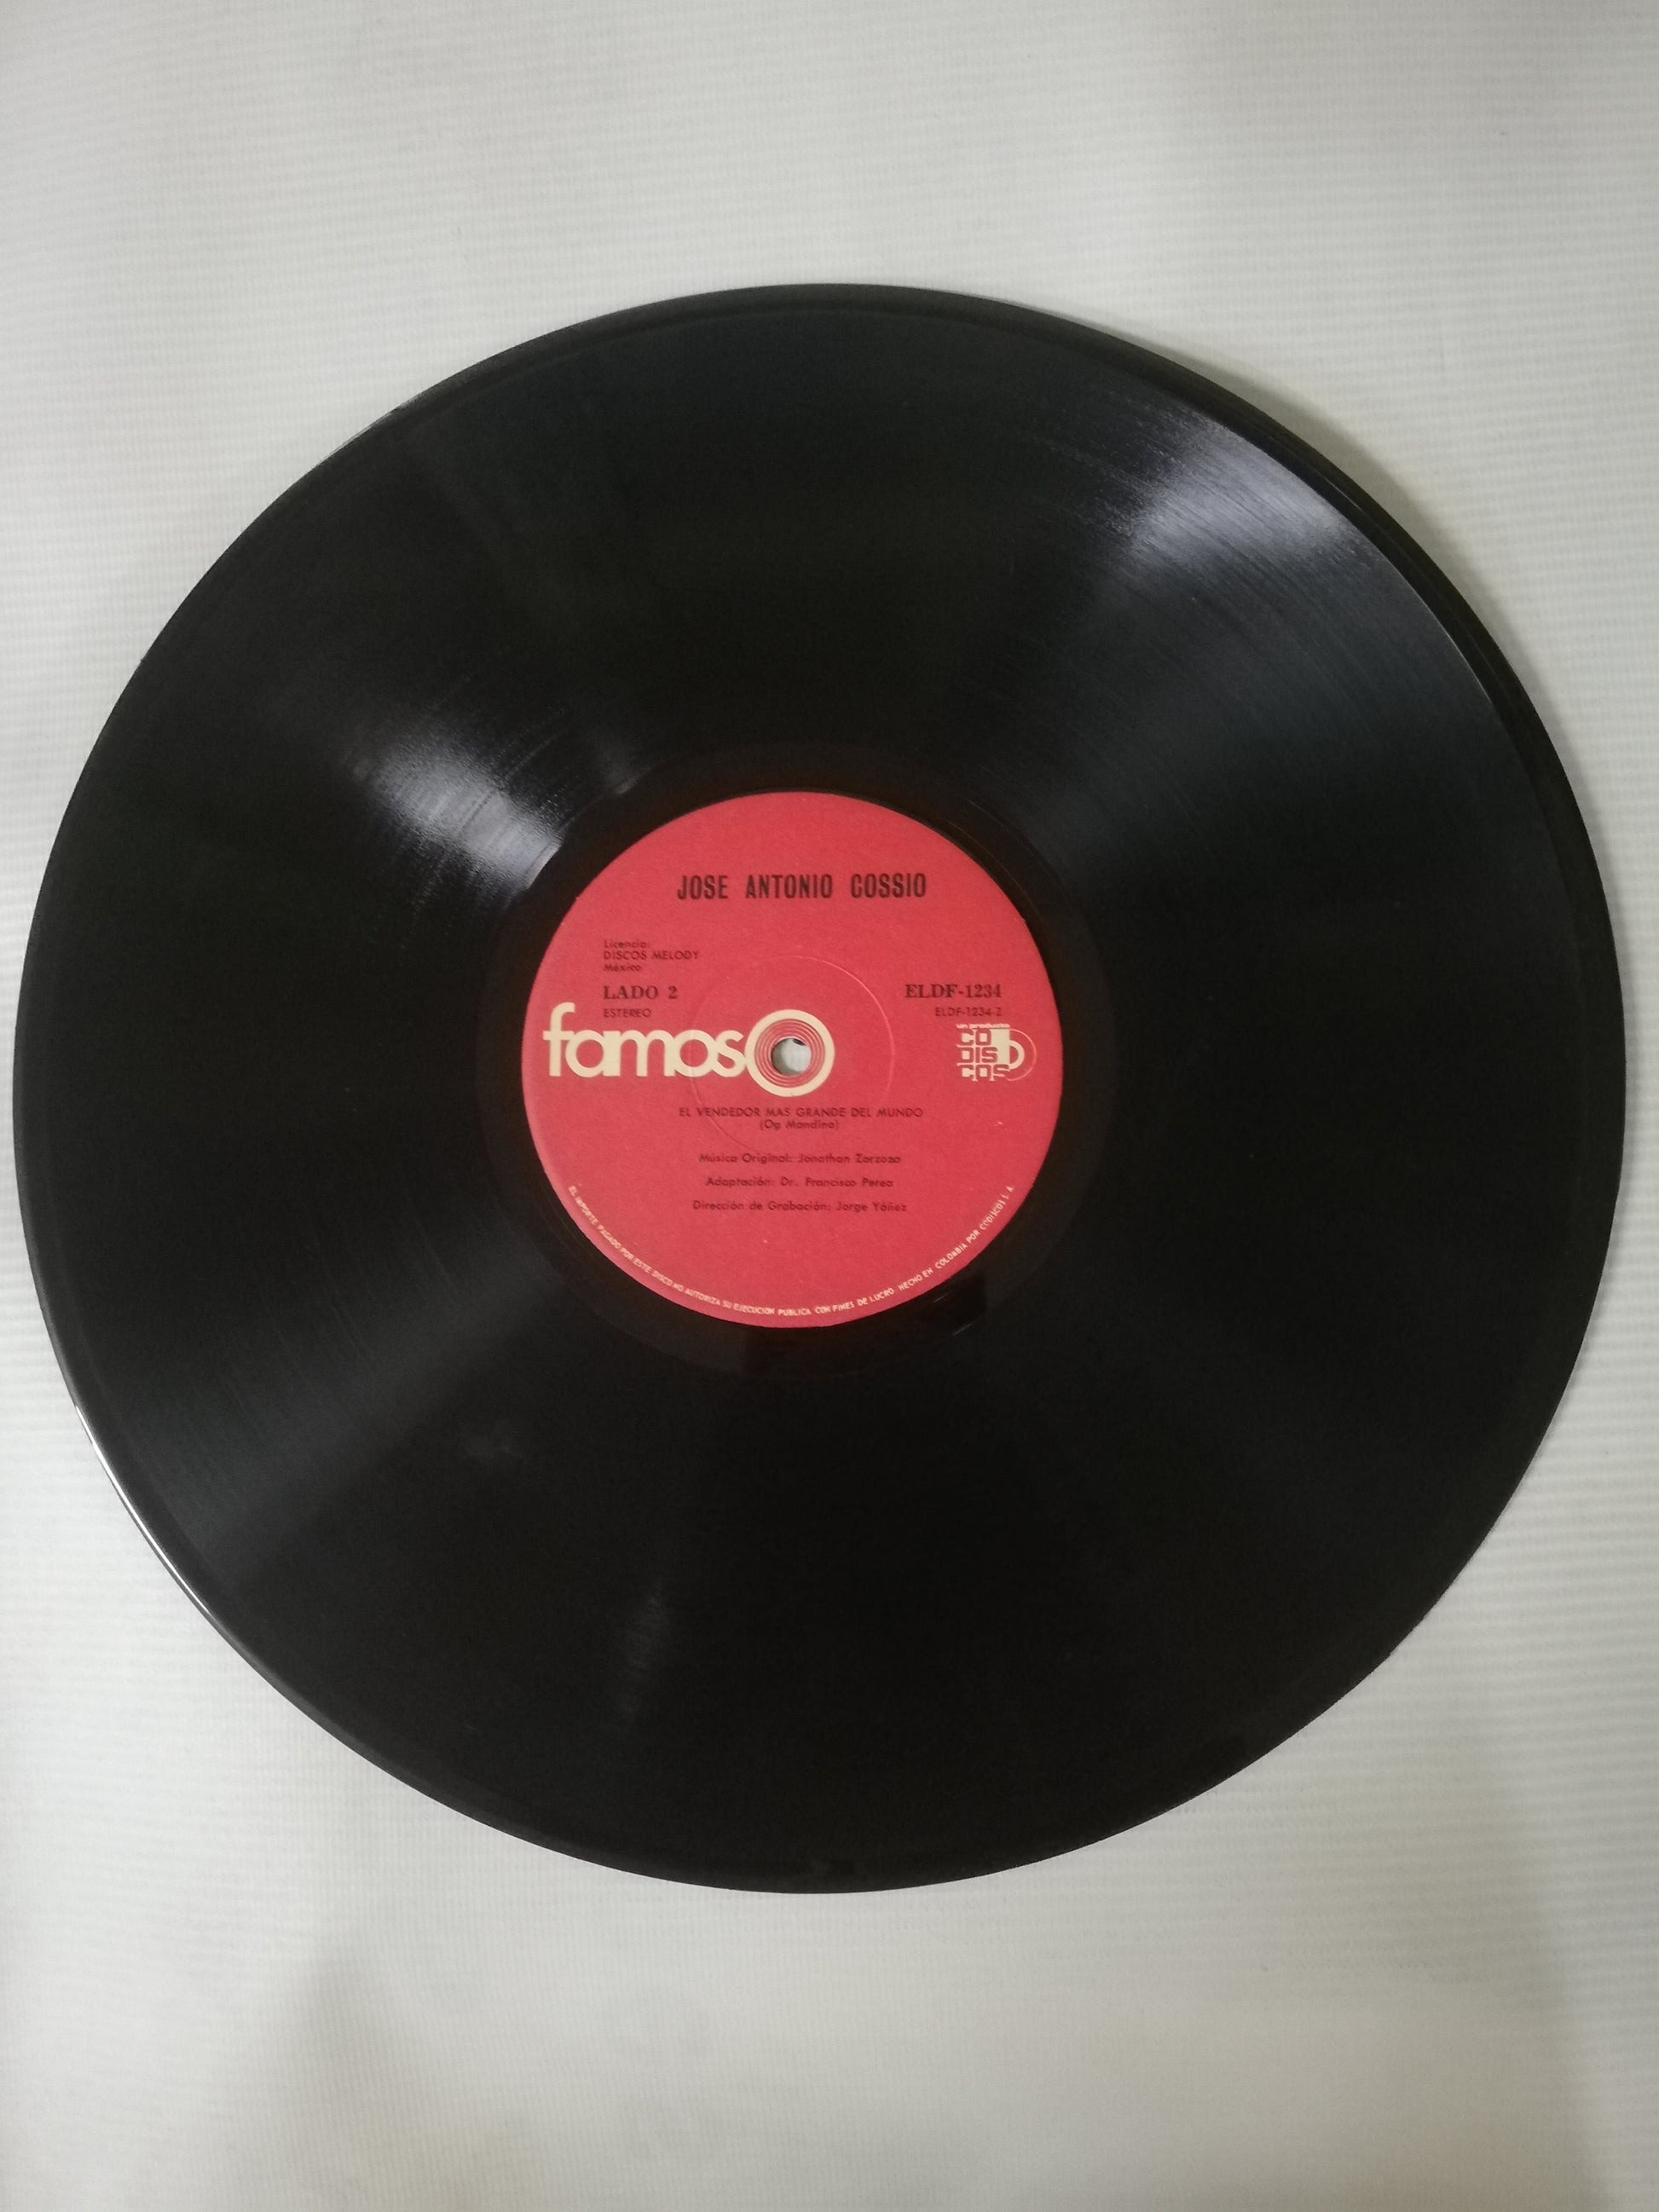 JOSE ANTONIO COSSIO
Licencia:
DISCOS MELODY
México
LADO 2
ESTEREO
ELDF-1234
ELDF-1234-2
famoso
un producto
CO
DIS
COS
EL VENDEDOR MAS GRANDE DEL MUNDO
(Og Mandino)
Música Original: Jonathan Zarzosa
Adaptación: Dr. Francisco Perea
Dirección de Grabación: Jorge Yáñez
EL IMPORTE PAGADO POR ESTE DISCO NO AUTORIZA SU EJECUCION PUBLICA CON FINES DE LUCRO. HECHO EN COLOMBIA POR CODISCOS L. A.